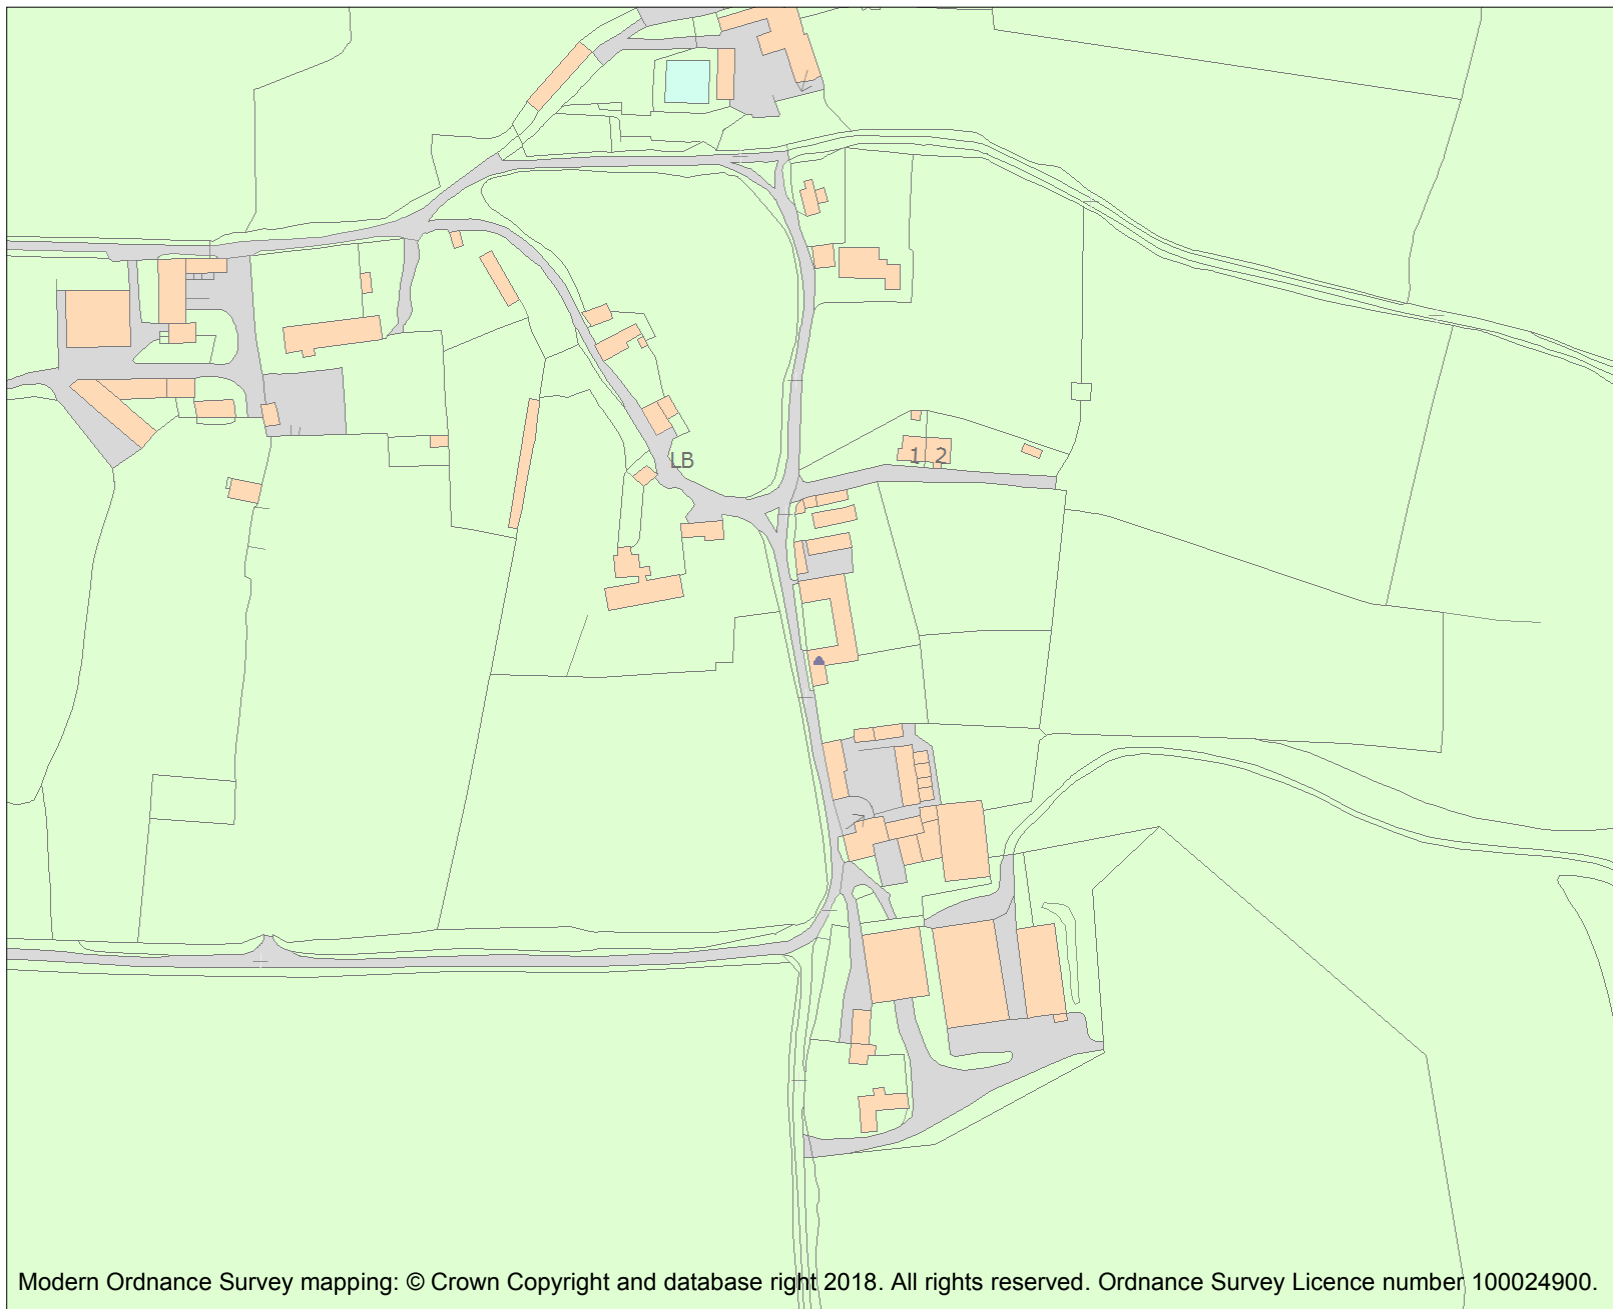 1 2
LB
Modern Ordnance Survey mapping: © Crown Copyright and database right 2018. All rights reserved. Ordnance Survey Licence number 100024900.